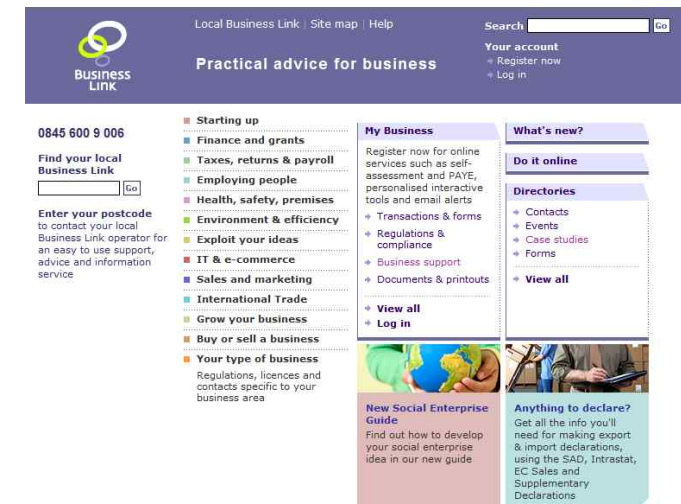 Local Business Link | Site map | Help
Search
Go
Business
Link
Practical advice for business
Your account
Register now
Log in
0845 600 9 006
Find your local
Business Link
Go
Enter your postcode
to contact your local
Business Link operator for
an easy to use support,
advice and information
service
Starting up
Finance and grants
Taxes, returns & payroll
Employing people
Health, safety, premises
Environment & efficiency
Exploit your ideas
IT & e-commerce
Sales and marketing
International Trade
Grow your business
Buy or sell a business
Your type of business
Regulations, licences and
contacts specific to your
business area
My Business
Register now for online
services such as self-
assessment and PAYE,
personalised interactive
tools and email alerts
Transactions & forms
Regulations &
compliance
Business support
Documents & printouts
View all
Log in
What's new?
Do it online
Directories
Contacts
Events
Case studies
Forms
View all
New Social Enterprise
Guide
Find out how to develop
your social enterprise
idea in our new guide
Anything to declare?
Get all the info you'll
need for making export
& import declarations,
using the SAD, Intrastat,
EC Sales and
Supplementary
Declarations